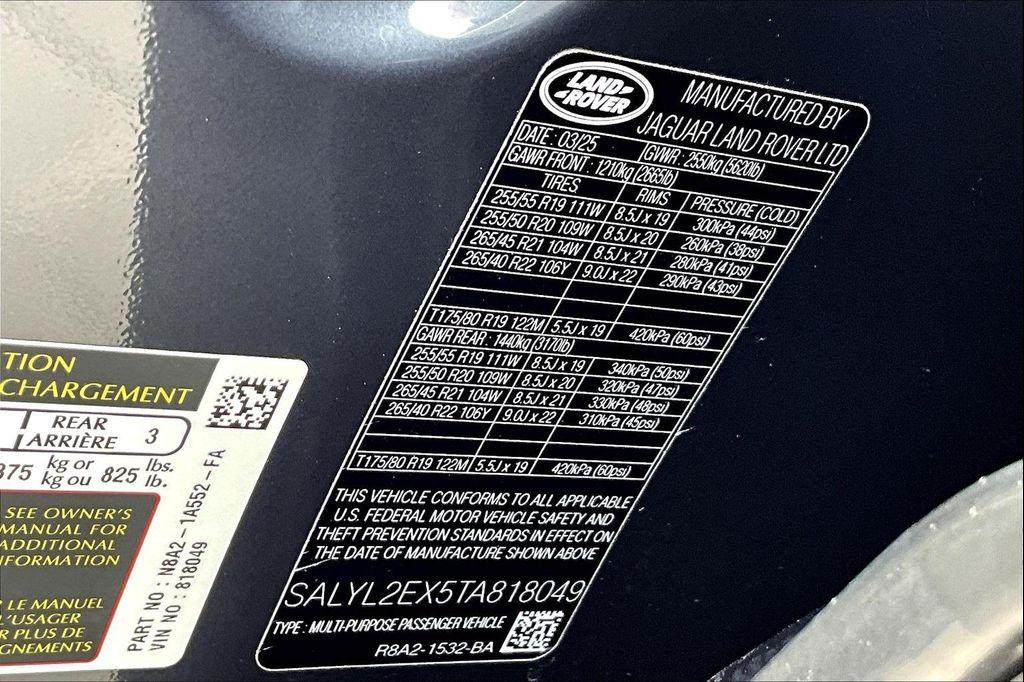 LAND
ROVER
MANUFACTURED BY
JAGUAR LAND ROVER LTD
DATE : 03/25 GVWR : 2550kg (5620lb)
GAWR FRONT : 1210kg (2665lb)
TIRES RIMS PRESSURE (COLD)
255/55 R19 111W 8.5J x 19 300kPa (44psi)
255/50 R20 109W 8.5J x 20 260kPa (38psi)
265/45 R21 104W 8.5J x 21 280kPa (41psi)
265/40 R22 106Y 9.0J x 22 290kPa (43psi)
T175/80 R19 122M 5.5J x 19 420kPa (60psi)
GAWR REAR : 1440kg (3170lb)
255/55 R19 111W 8.5J x 19 340kPa (50psi)
255/50 R20 109W 8.5J x 20 320kPa (47psi)
265/45 R21 104W 8.5J x 21 330kPa (48psi)
265/40 R22 106Y 9.0J x 22 310kPa (45psi)
T175/80 R19 122M 5.5J x 19 420kPa (60psi)
THIS VEHICLE CONFORMS TO ALL APPLICABLE
U.S. FEDERAL MOTOR VEHICLE SAFETY AND
THEFT PREVENTION STANDARDS IN EFFECT ON
THE DATE OF MANUFACTURE SHOWN ABOVE
SALYL2EX5TA818049
TYPE : MULTI-PURPOSE PASSENGER VEHICLE
R8A2-1532-BA
TION
CHARGEMENT
REAR
ARRIÈRE 3
375 kg or 825 lbs.
kg ou lb.
SEE OWNER'S
MANUAL FOR
ADDITIONAL
INFORMATION
LE MANUEL
L'USAGER
R PLUS DE
GNEMENTS
PART NO : N8A2-1A552-FA
VIN NO : 818049